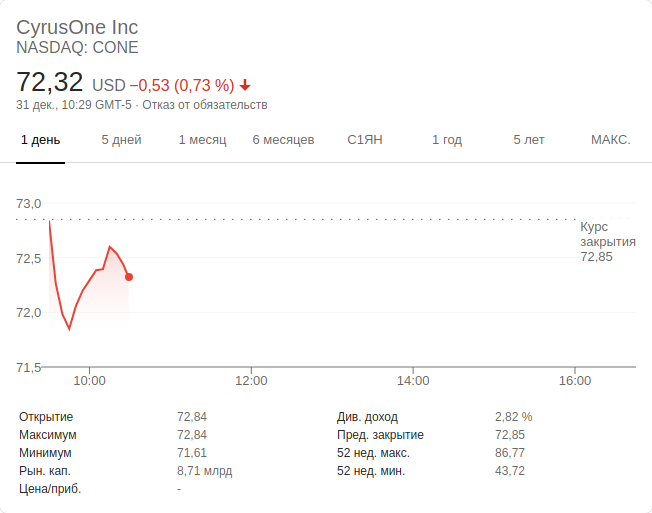 CyrusOne Inc
NASDAQ: CONE
72,32 USD −0,53 (0,73 %)
31 дек., 10:29 GMT-5 · Отказ от обязательств
1 день 5 дней 1 месяц 6 месяцев С1ЯН 1 год 5 лет МАКС.
73,0
Курс
закрытия
72,85
72,5
72,0
71,5
10:00 12:00 14:00 16:00
Открытие 72,84 Див. доход 2,82 %
Максимум 72,84 Пред. закрытие 72,85
Минимум 71,61 52 нед. макс. 86,77
Рын. кап. 8,71 млрд 52 нед. мин. 43,72
Цена/приб. -